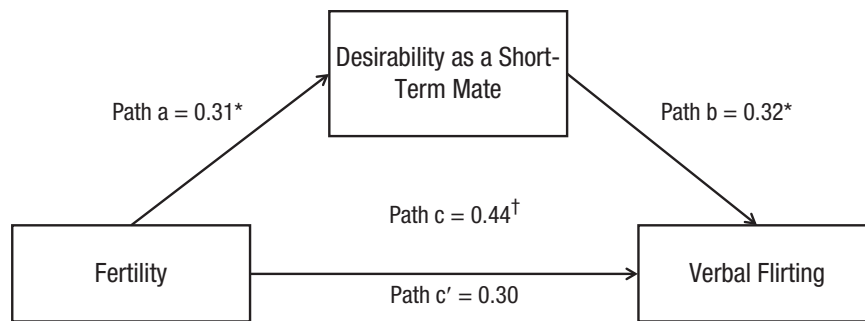 Desirability as a Short-
Term Mate
Path a = 0.31*
Path b = 0.32*
Path c = 0.44†
Fertility
Verbal Flirting
Path c′ = 0.30